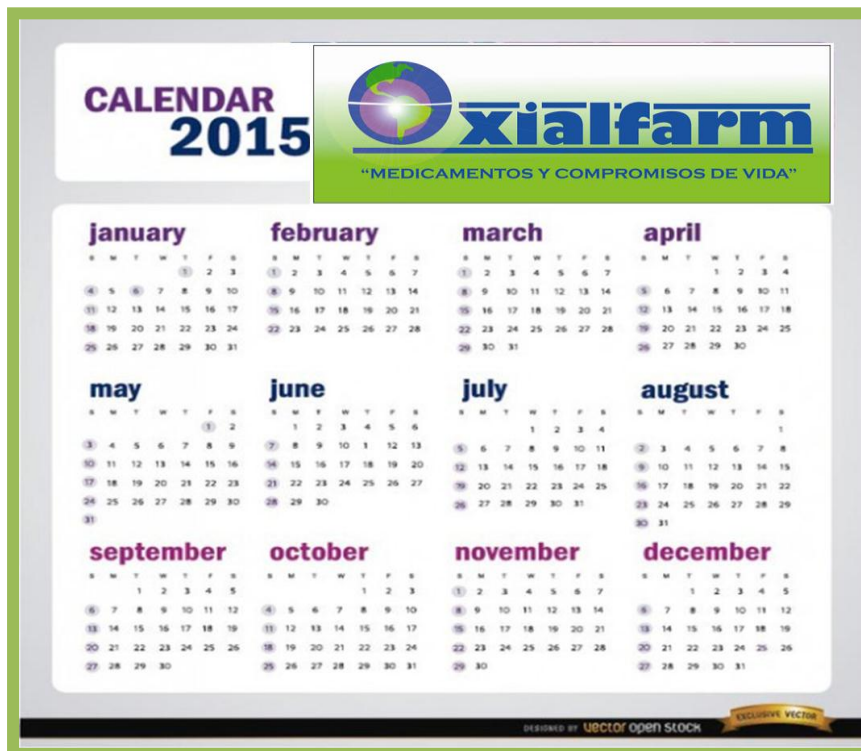 CALENDAR
2015
Oxialfarm
“MEDICAMENTOS Y COMPROMISOS DE VIDA”
january
S M T W T F S
1 2 3
4 5 6 7 8 9 10
11 12 13 14 15 16 17
18 19 20 21 22 23 24
25 26 27 28 29 30 31
february
S M T W T F S
1 2 3 4 5 6 7
8 9 10 11 12 13 14
15 16 17 18 19 20 21
22 23 24 25 26 27 28
march
S M T W T F S
1 2 3 4 5 6 7
8 9 10 11 12 13 14
15 16 17 18 19 20 21
22 23 24 25 26 27 28
29 30 31
april
S M T W T F S
1 2 3 4
5 6 7 8 9 10 11
12 13 14 15 16 17 18
19 20 21 22 23 24 25
26 27 28 29 30
may
S M T W T F S
1 2
3 4 5 6 7 8 9
10 11 12 13 14 15 16
17 18 19 20 21 22 23
24 25 26 27 28 29 30
31
june
S M T W T F S
1 2 3 4 5 6
7 8 9 10 1 12 13
14 15 16 17 18 19 20
21 22 23 24 25 26 27
28 29 30
july
S M T W T F S
1 2 3 4
5 6 7 8 9 10 11
12 13 14 15 16 17 18
19 20 21 22 23 24 25
26 27 28 29 30 31
august
S M T W T F S
1
2 3 4 5 6 7 8
9 10 11 12 13 14 15
16 17 18 19 20 21 22
23 24 25 26 27 28 29
30 31
september
S M T W T F S
1 2 3 4 5
6 7 8 9 10 11 12
13 14 15 16 17 18 19
20 21 22 23 24 25 26
27 28 29 30
october
S M T W T F S
1 2 3
4 5 6 7 8 9 10
11 12 13 14 15 16 17
18 19 20 21 22 23 24
25 26 27 28 29 30 31
november
S M T W T F S
1 2 3 4 5 6 7
8 9 10 11 12 13 14
15 16 17 18 19 20 21
22 23 24 25 26 27 28
29 30
december
S M T W T F S
1 2 3 4 5
6 7 8 9 10 11 12
13 14 15 16 17 18 19
20 21 22 23 24 25 26
27 28 29 30 31
EXCLUSIVE VECTOR
DESIGNED BY vector open stock